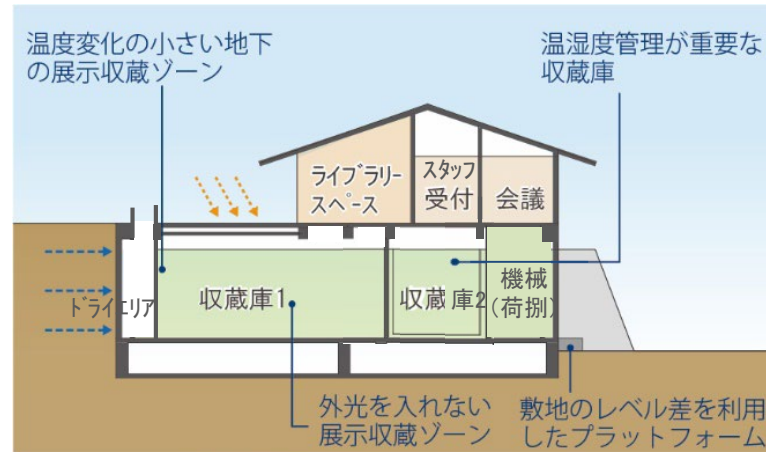 温度変化の小さい地下
の展示収蔵ゾーン
温湿度管理が重要な
収蔵庫
ライブラリー
スペース
スタッフ
受付
会議
ドライエリア
収蔵庫1
収蔵庫2
機械
(荷捌)
外光を入れない
展示収蔵ゾーン
敷地のレベル差を利用
したプラットフォーム